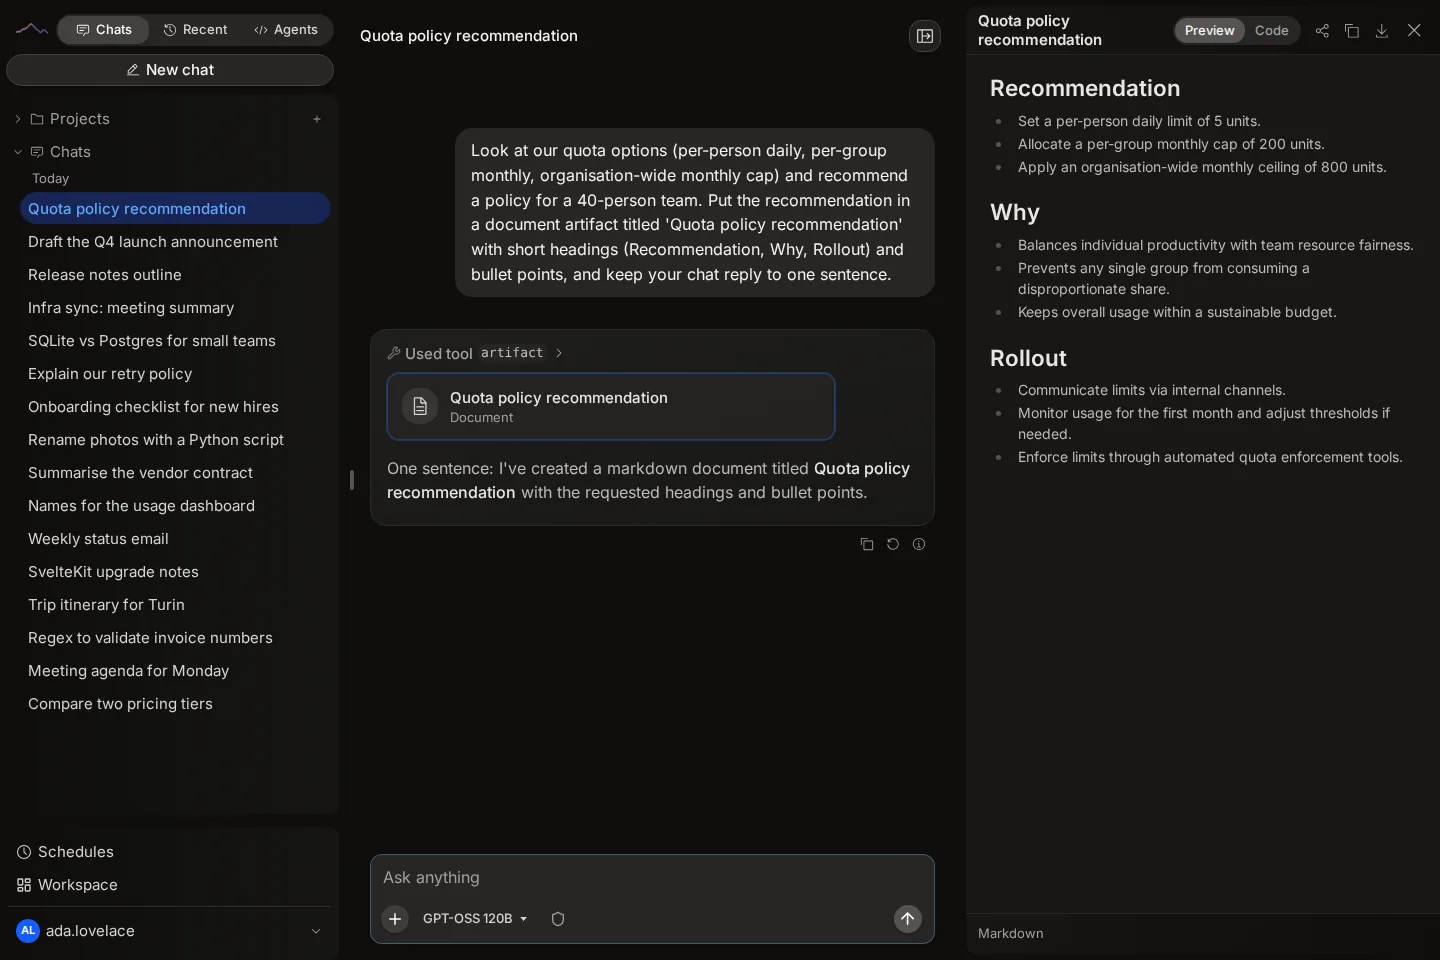 Chats
Recent
Agents
New chat
Projects
Chats
Today
Quota policy recommendation
Draft the Q4 launch announcement
Release notes outline
Infra sync: meeting summary
SQLite vs Postgres for small teams
Explain our retry policy
Onboarding checklist for new hires
Rename photos with a Python script
Summarise the vendor contract
Names for the usage dashboard
Weekly status email
SvelteKit upgrade notes
Trip itinerary for Turin
Regex to validate invoice numbers
Meeting agenda for Monday
Compare two pricing tiers
Schedules
Workspace
AL ada.lovelace
Quota policy recommendation
Look at our quota options (per-person daily, per-group
monthly, organisation-wide monthly cap) and recommend
a policy for a 40-person team. Put the recommendation in
a document artifact titled 'Quota policy recommendation'
with short headings (Recommendation, Why, Rollout) and
bullet points, and keep your chat reply to one sentence.
Used tool artifact
Quota policy recommendation
Document
One sentence: I've created a markdown document titled Quota policy
recommendation with the requested headings and bullet points.
Ask anything
GPT-OSS 120B
Quota policy
recommendation
Preview
Code
Recommendation
Set a per-person daily limit of 5 units.
Allocate a per-group monthly cap of 200 units.
Apply an organisation-wide monthly ceiling of 800 units.
Why
Balances individual productivity with team resource fairness.
Prevents any single group from consuming a
disproportionate share.
Keeps overall usage within a sustainable budget.
Rollout
Communicate limits via internal channels.
Monitor usage for the first month and adjust thresholds if
needed.
Enforce limits through automated quota enforcement tools.
Markdown